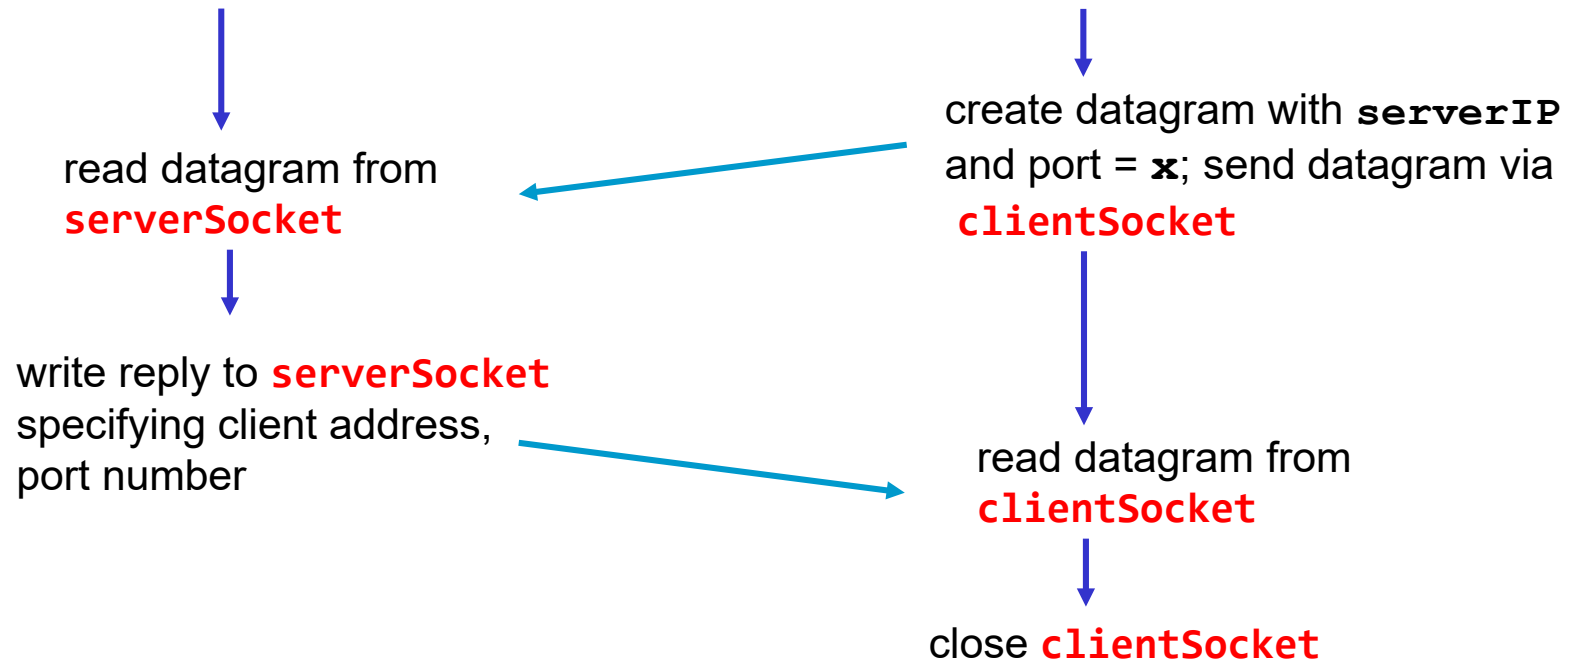 read datagram from
serverSocket
write reply to serverSocket
specifying client address,
port number
create datagram with serverIP
and port = x; send datagram via
clientSocket
read datagram from
clientSocket
close clientSocket